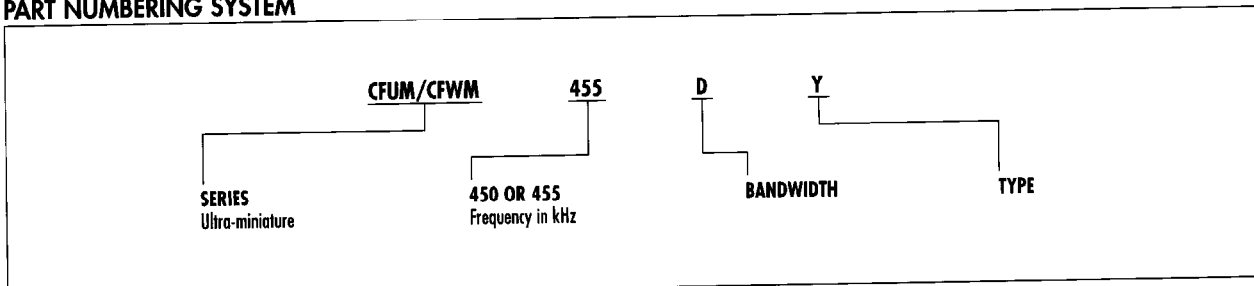 PART NUMBERING SYSTEM
CFUM/CFWM 455 D Y
SERIES
Ultra-miniature
450 OR 455
Frequency in kHz
BANDWIDTH
TYPE